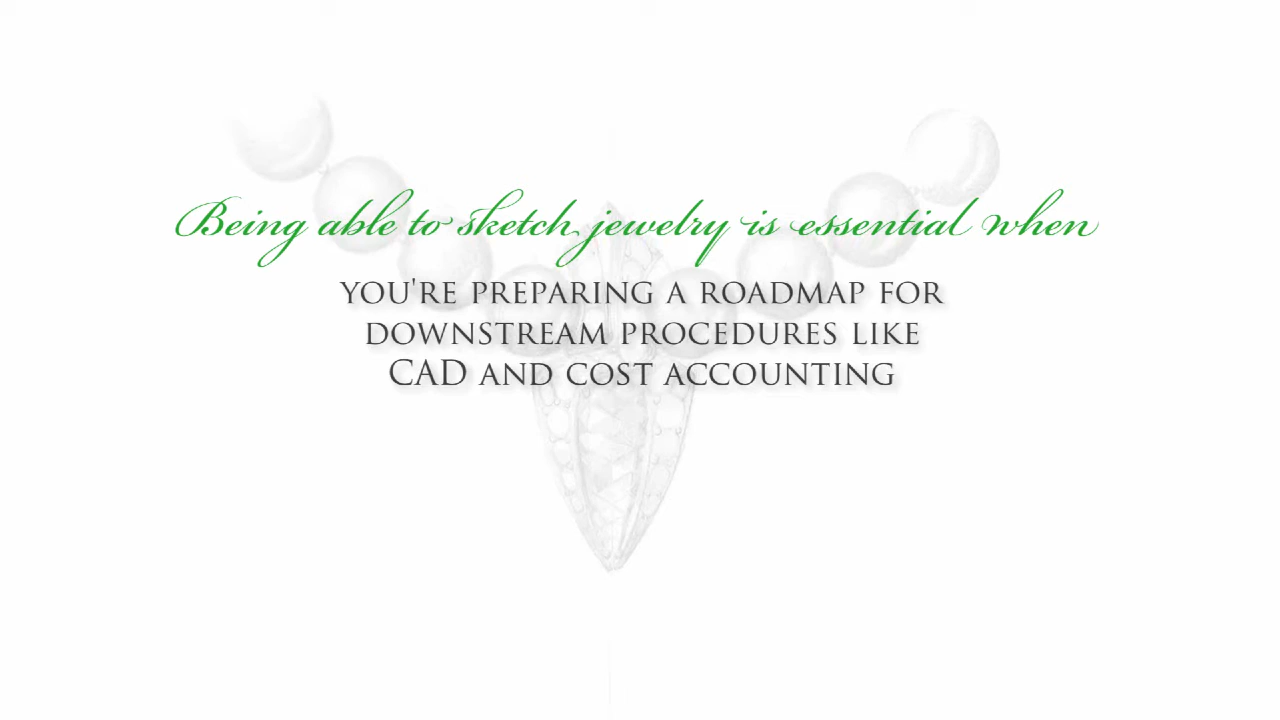 Being able to sketch jewelry is essential when
YOU'RE PREPARING A ROADMAP FOR
DOWNSTREAM PROCEDURES LIKE
CAD AND COST ACCOUNTING